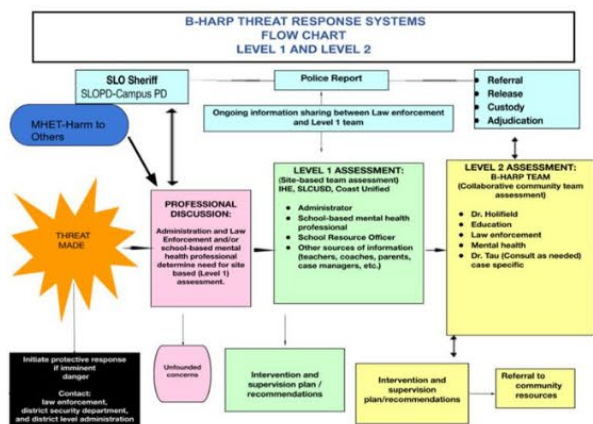 B-HARP THREAT RESPONSE SYSTEMS
FLOW CHART
LEVEL 1 AND LEVEL 2
SLO Sheriff
SLOPD-Campus PD
Police Report
Referral
Release
Custody
Adjudication
MHET-Harm to
Others
Ongoing information sharing between Law enforcement
and Level 1 team
THREAT
MADE
PROFESSIONAL
DISCUSSION:
Administration and Law
Enforcement and/or
school-based mental
health professional
determine need for site
based (Level 1)
assessment.
LEVEL 1 ASSESSMENT:
(Site-based team assessment)
IHE, SLCUSD, Coast Unified
Administrator
School-based mental health
professional
School Resource Officer
Other sources of information
(teachers, coaches, parents,
case managers, etc.)
LEVEL 2 ASSESSMENT:
B-HARP TEAM
(Collaborative community team
assessment)
Dr. Holifield
Education
Law enforcement
Mental health
Dr. Tau (Consult as needed)
case specific
Initiate protective response
if imminent
danger
Contact:
law enforcement,
district security department,
and district level administration
Unfounded
concerns
Intervention and
supervision plan /
recommendations
Intervention and
supervision
plan/recommendations
Referral to
community
resources